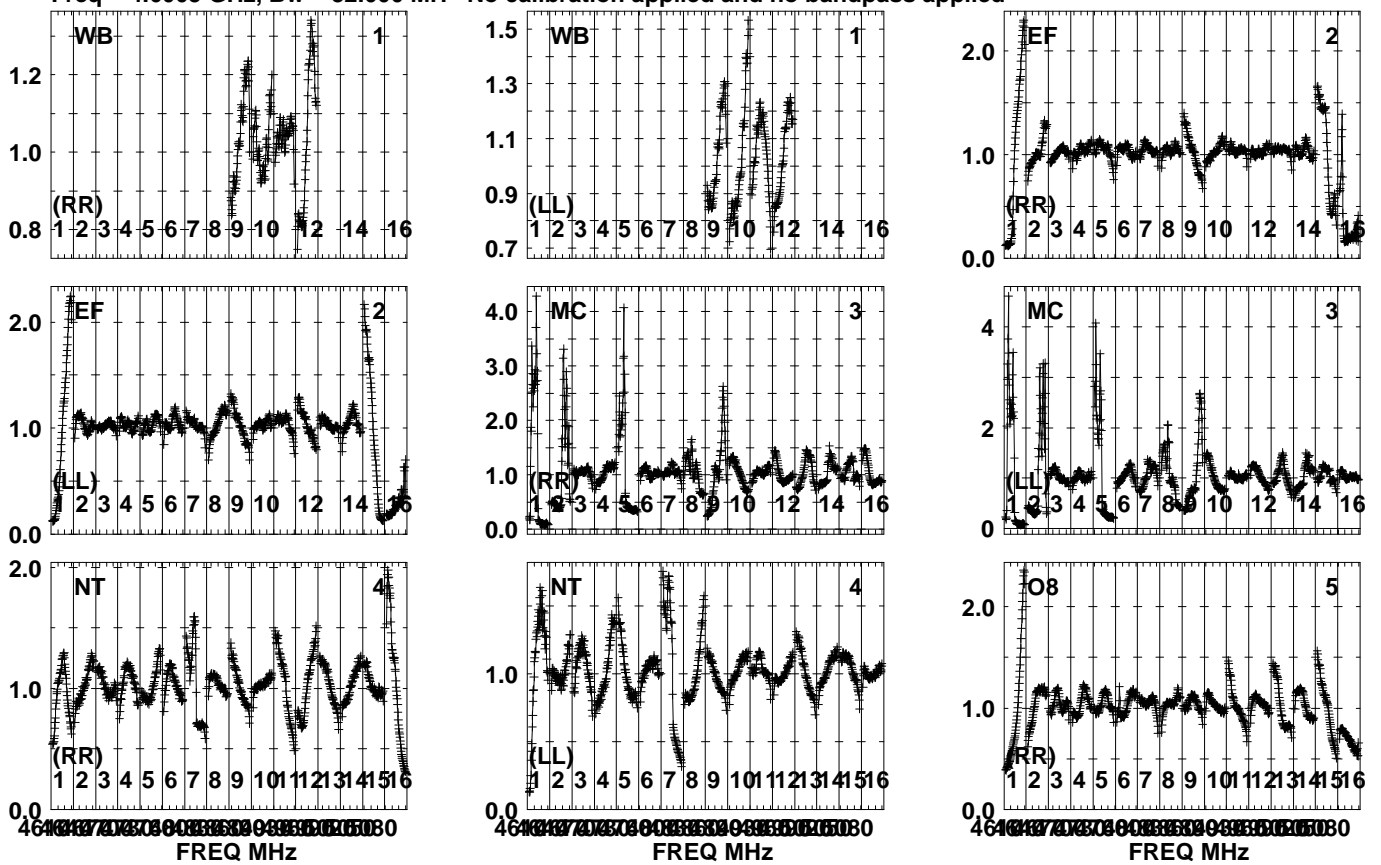 WB 1
1.2
1.0
0.8
(RR)
1 2 3 4 5 6 7 8 9 10 12 14 16
WB 1
1.5
1.3
1.1
0.9
0.7
(LL)
1 2 3 4 5 6 7 8 9 10 12 14 16
EF 2
2.0
1.0
0.0
(RR)
1 2 3 4 5 6 7 8 9 10 12 14 16
EF 2
2.0
1.0
0.0
(LL)
1 2 3 4 5 6 7 8 9 10 12 14 16
MC 3
4.0
3.0
2.0
1.0
0.0
(RR)
1 2 3 4 5 6 7 8 9 10 12 14 16
MC 3
4
2
0
(LL)
1 2 3 4 5 6 7 8 9 10 12 14 16
NT 4
2.0
1.0
0.0
(RR)
1 2 3 4 5 6 7 8 9 10 11 12 13 14 15 16
FREQ MHz
NT 4
1.0
0.0
(LL)
1 2 3 4 5 6 7 8 9 10 11 12 13 14 15 16
FREQ MHz
O8 5
2.0
1.0
0.0
(RR)
1 2 3 4 5 6 7 8 9 10 11 12 13 14 15 16
FREQ MHz